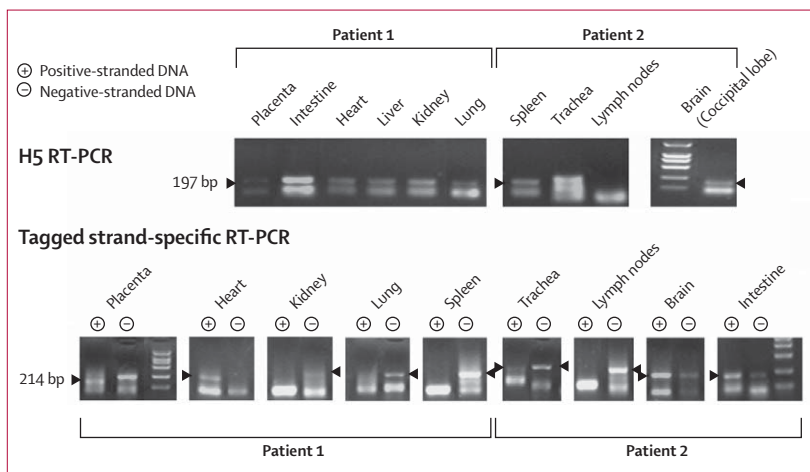 Patient 1 Patient 2
⊕ Positive-stranded DNA
⊖ Negative-stranded DNA
Placenta Intestine Heart Liver Kidney Lung Spleen Trachea Lymph nodes Brain (Coccipital lobe)
H5 RT-PCR
197 bp
Tagged strand-specific RT-PCR
Placenta Heart Kidney Lung Spleen Trachea Lymph nodes Brain Intestine
⊕ ⊖ ⊕ ⊖ ⊕ ⊖ ⊕ ⊖ ⊕ ⊖ ⊕ ⊖ ⊕ ⊖ ⊕ ⊖ ⊕ ⊖
214 bp
Patient 1 Patient 2